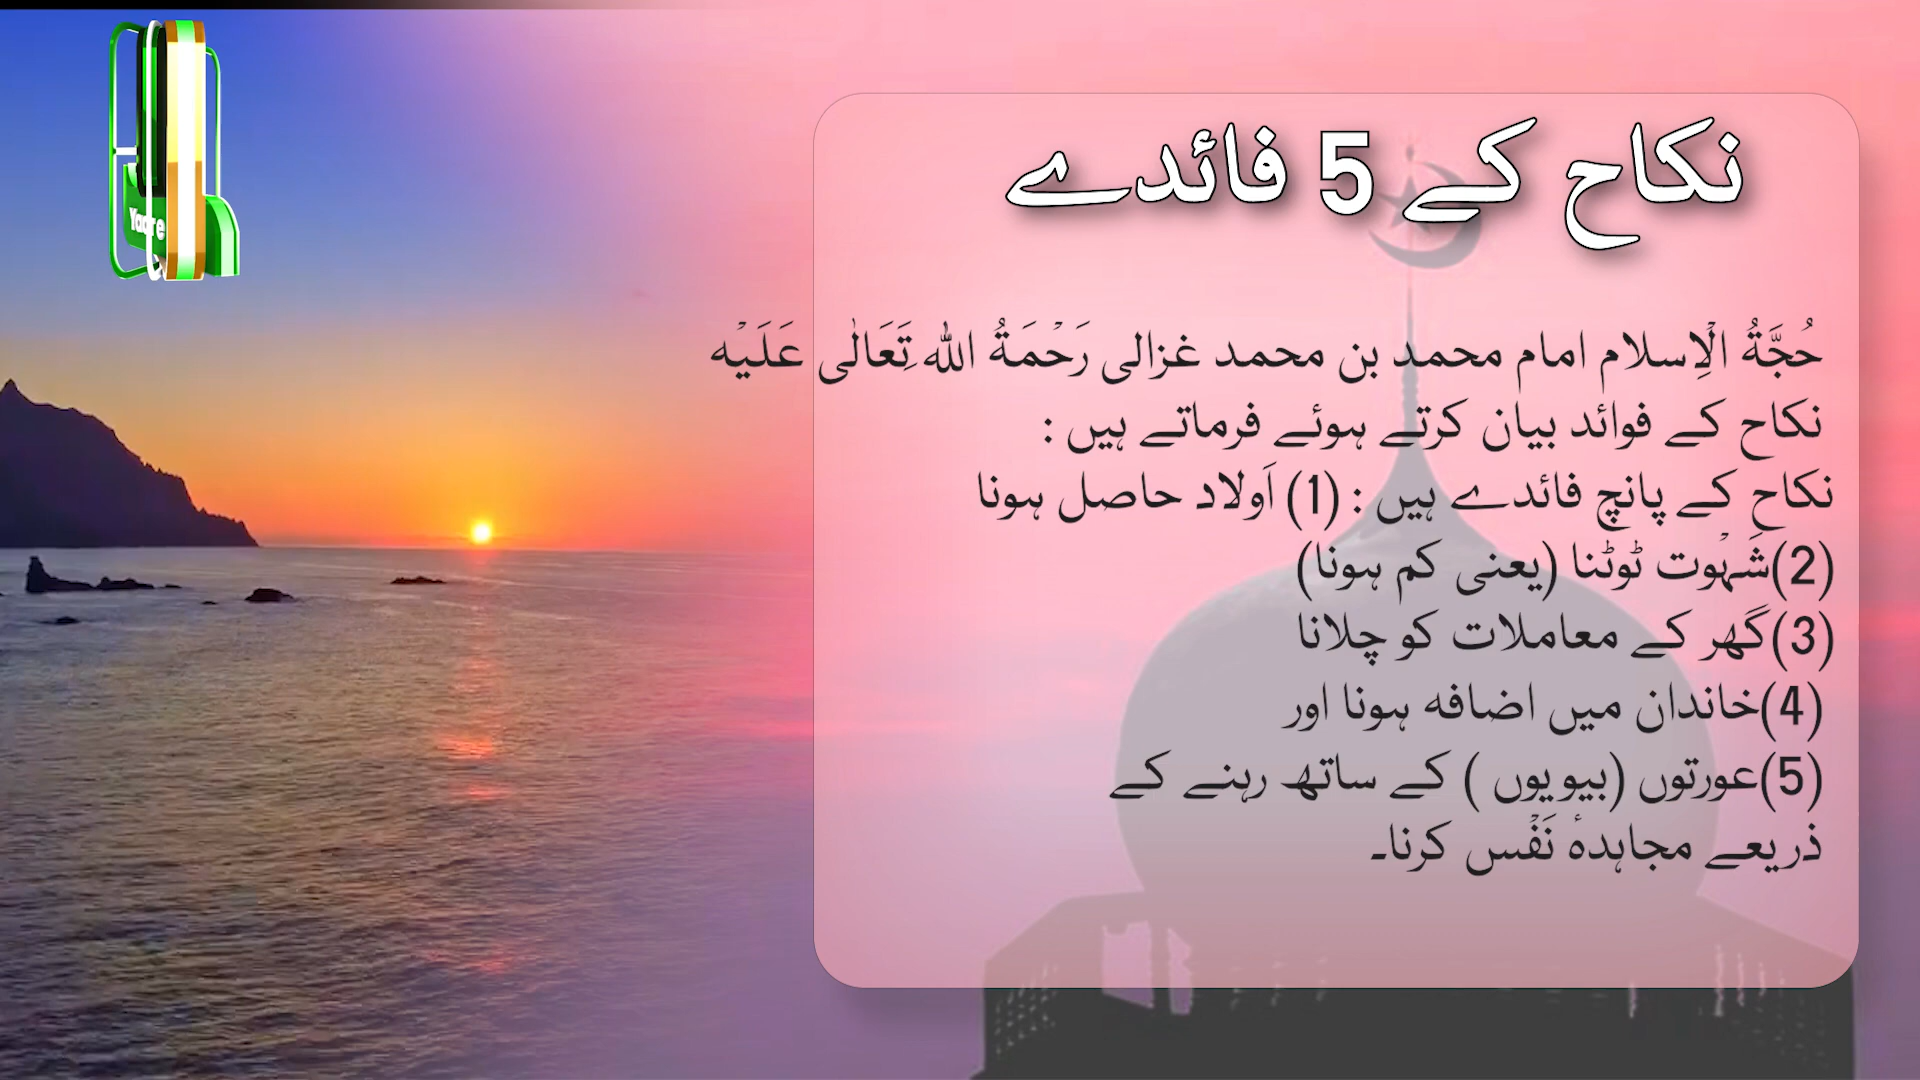 نکاح کے 5 فائدے
حُجَّۃُ الْاِسلام امام محمد بن محمد غزالی رَحْمَۃُ اللہ تَعَالٰی عَلَیْہ
نکاح کے فوائد بیان کرتے ہوئے فرماتے ہیں :
نکاح کے پانچ فائدے ہیں : (1) اَولاد حاصل ہونا
(2)شَہْوت ٹوٹنا (یعنی کم ہونا)
(3)گھر کے معاملات کو چلانا
(4)خاندان میں اضافہ ہونا اور
(5)عورتوں (بیویوں ) کے ساتھ رہنے کے
ذریعے مجاہدۂ نَفْس کرنا۔